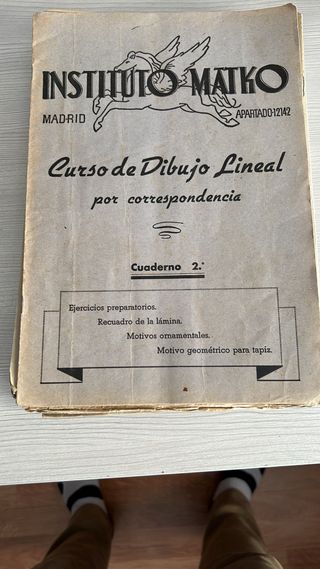 INSTITUTO MATKO
MADRID APARTADO-12142
Curso de Dibujo Lineal
por correspondencia
Cuaderno 2.º
Ejercicios preparatorios.
Recuadro de la lámina.
Motivos ornamentales.
Motivo geométrico para tapiz.